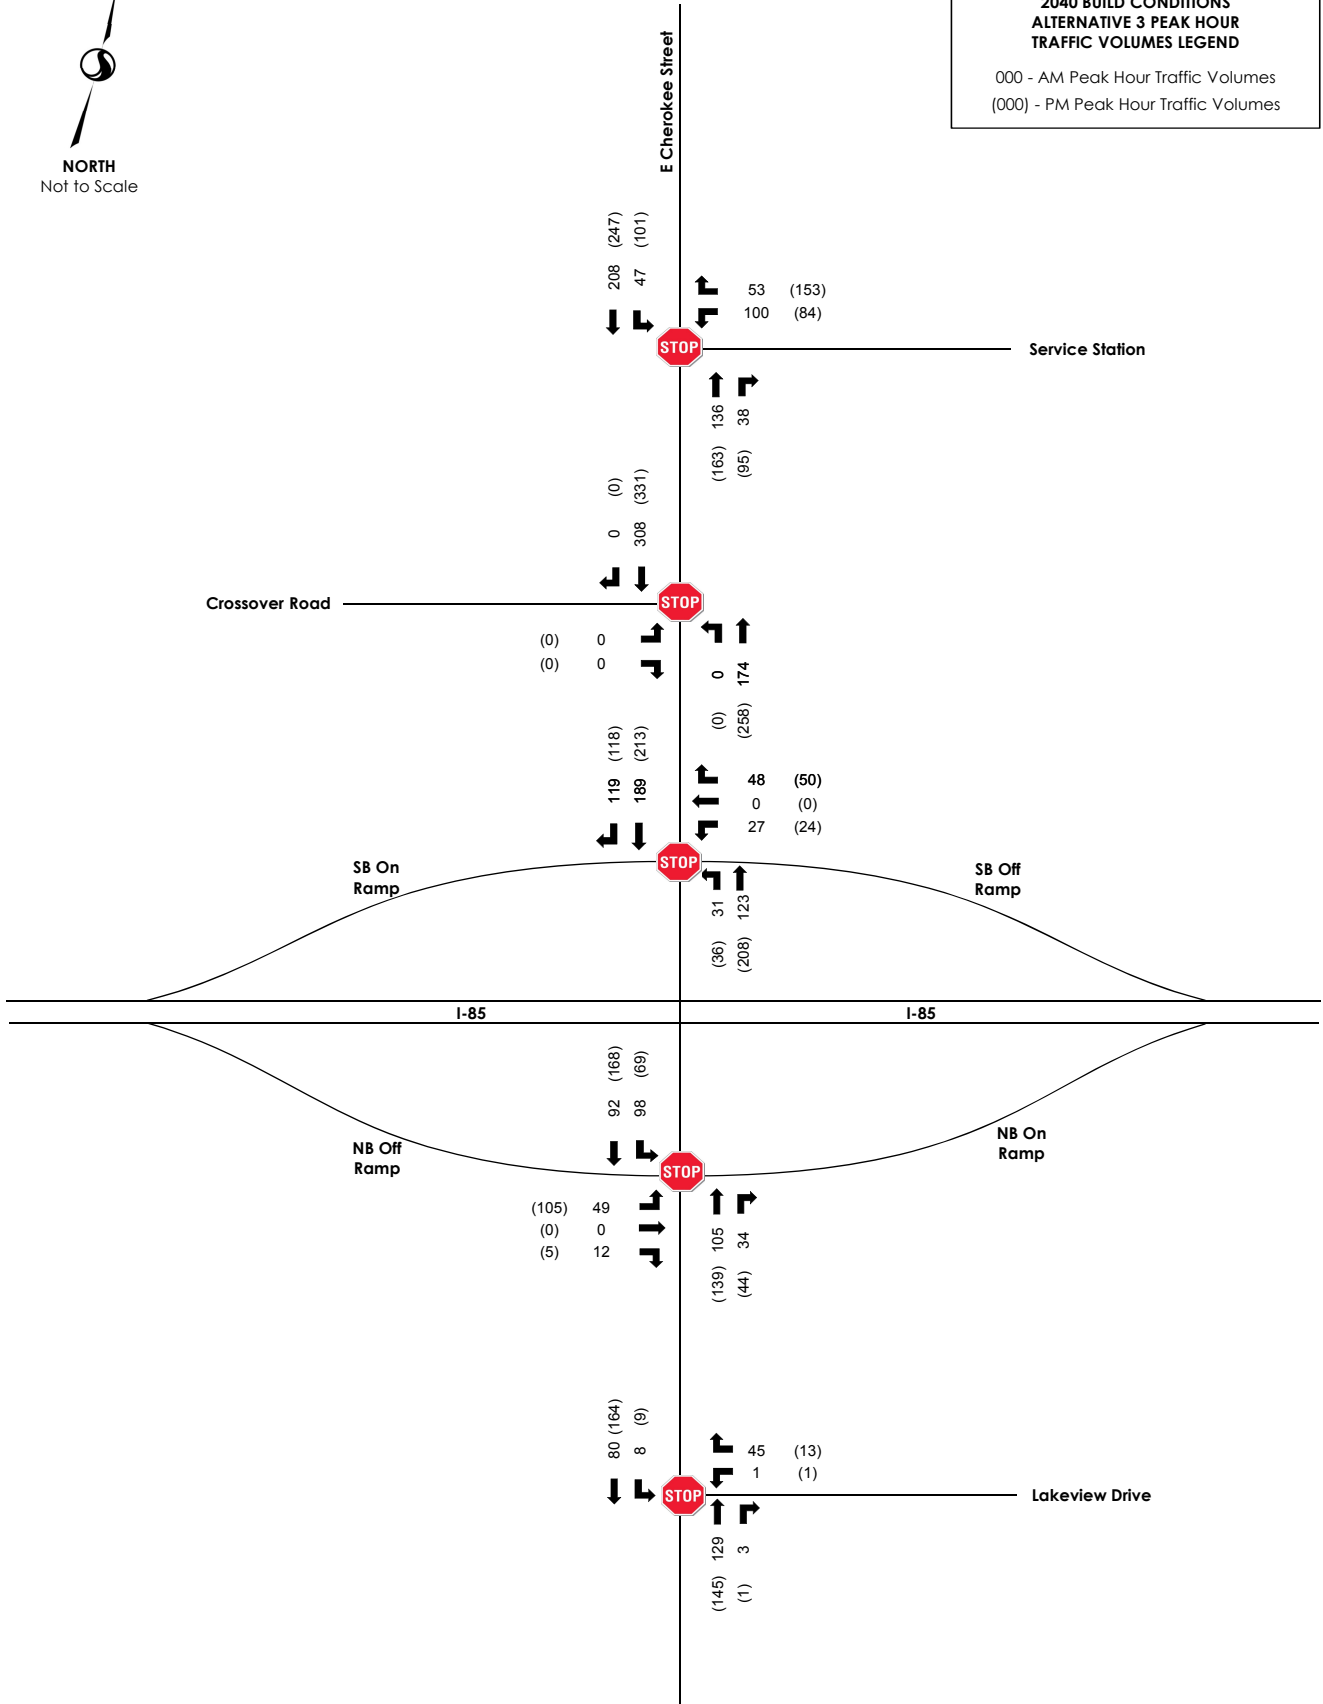 2040 BUILD CONDITIONS
ALTERNATIVE 3 PEAK HOUR
TRAFFIC VOLUMES LEGEND
000 - AM Peak Hour Traffic Volumes
(000) - PM Peak Hour Traffic Volumes
NORTH
Not to Scale
E Cherokee Street
208 (247)
47 (101)
53 (153)
100 (84)
STOP
Service Station
(163) 136
(95) 38
0 (0)
308 (331)
Crossover Road
STOP
(0) 0
(0) 0
(0) 0
(258) 174
119 (118)
189 (213)
48 (50)
0 (0)
27 (24)
STOP
SB On
Ramp
SB Off
Ramp
(36) 31
(208) 123
I-85
I-85
92 (168)
98 (69)
NB Off
Ramp
NB On
Ramp
STOP
(105) 49
(0) 0
(5) 12
(139) 105
(44) 34
80 (164)
8 (9)
45 (13)
1 (1)
STOP
Lakeview Drive
(145) 129
(1) 3